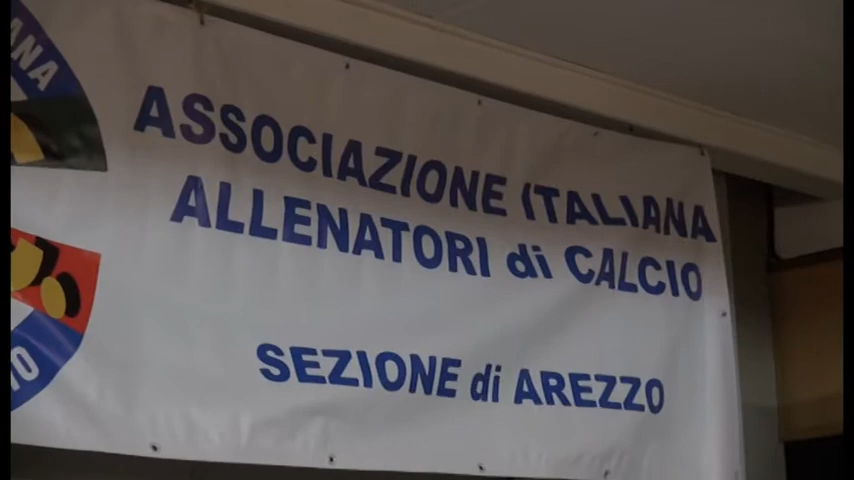 ASSOCIAZIONE ITALIANA
ALLENATORI di CALCIO
SEZIONE di AREZZO